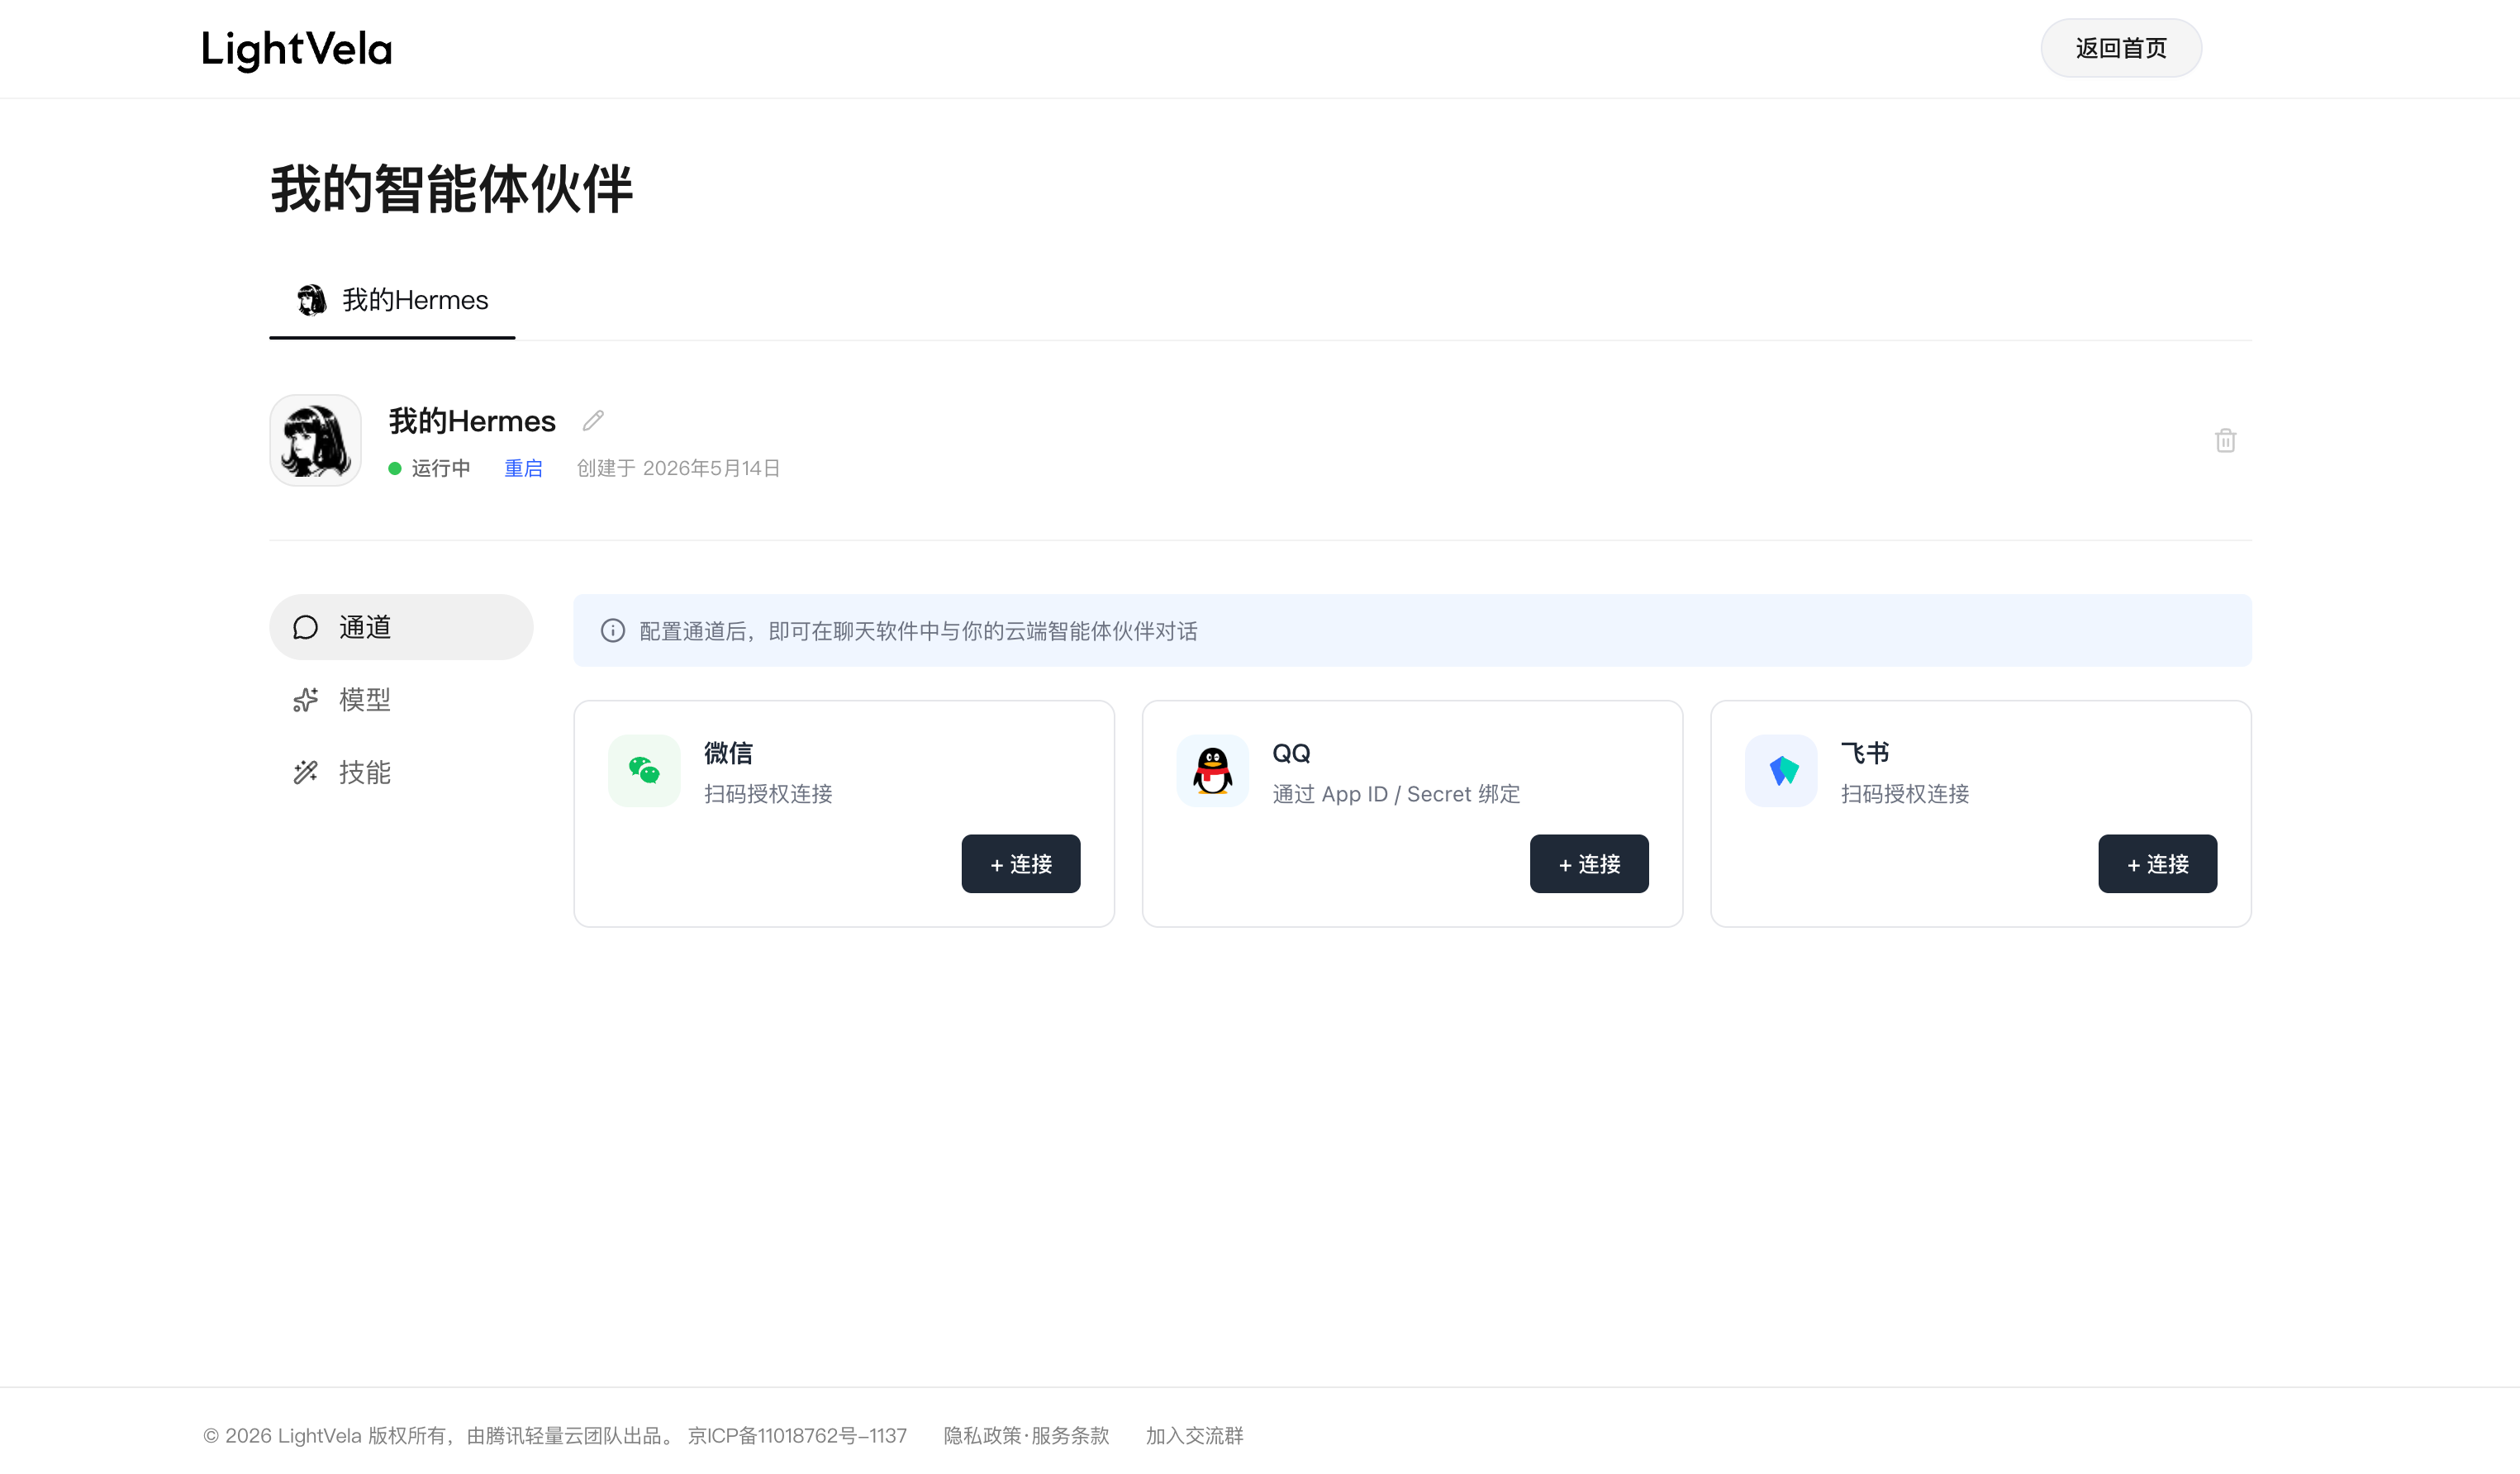 LightVela
返回首页
我的智能体伙伴
我的Hermes
我的Hermes
运行中 重启 创建于 2026年5月14日
通道
模型
技能
配置通道后，即可在聊天软件中与你的云端智能体伙伴对话
微信
扫码授权连接
+ 连接
QQ
通过 App ID / Secret 绑定
+ 连接
飞书
扫码授权连接
+ 连接
© 2026 LightVela 版权所有，由腾讯轻量云团队出品。 京ICP备11018762号-1137 隐私政策·服务条款 加入交流群